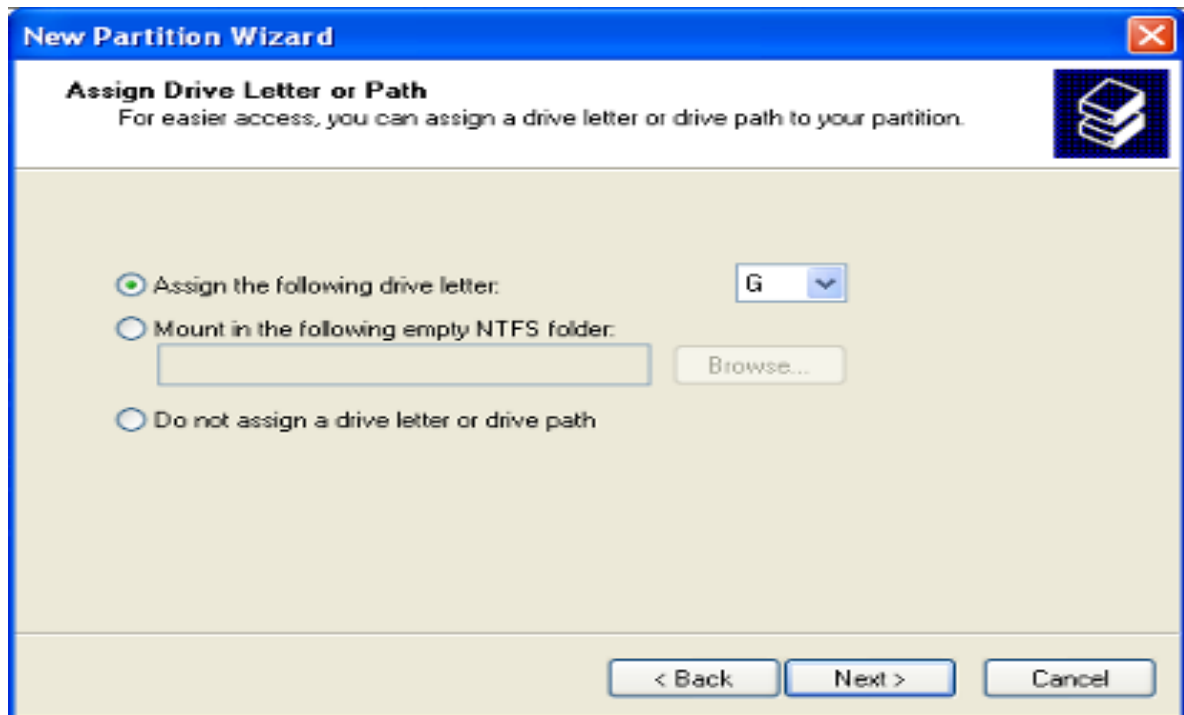 New Partition Wizard
Assign Drive Letter or Path
For easier access, you can assign a drive letter or drive path to your partition.
Assign the following drive letter: G
Mount in the following empty NTFS folder:
Browse...
Do not assign a drive letter or drive path
< Back Next > Cancel